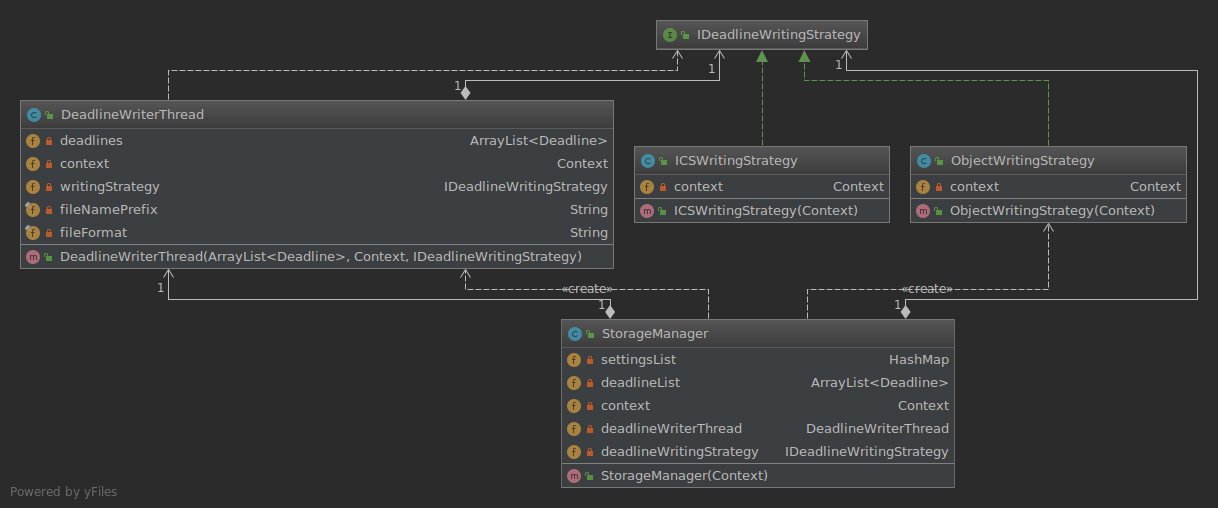 IDeadlineWritingStrategy
1
1
1
DeadlineWriterThread
deadlines ArrayList<Deadline>
context Context
writingStrategy IDeadlineWritingStrategy
fileNamePrefix String
fileFormat String
DeadlineWriterThread(ArrayList<Deadline>, Context, IDeadlineWritingStrategy)
ICSWritingStrategy
context Context
ICSWritingStrategy(Context)
ObjectWritingStrategy
context Context
ObjectWritingStrategy(Context)
1
«create»
«create»
1
1
StorageManager
settingsList HashMap
deadlineList ArrayList<Deadline>
context Context
deadlineWriterThread DeadlineWriterThread
deadlineWritingStrategy IDeadlineWritingStrategy
StorageManager(Context)
Powered by yFiles